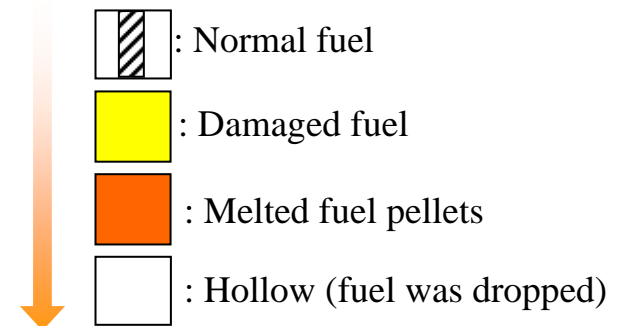 : Normal fuel
: Damaged fuel
: Melted fuel pellets
: Hollow (fuel was dropped)